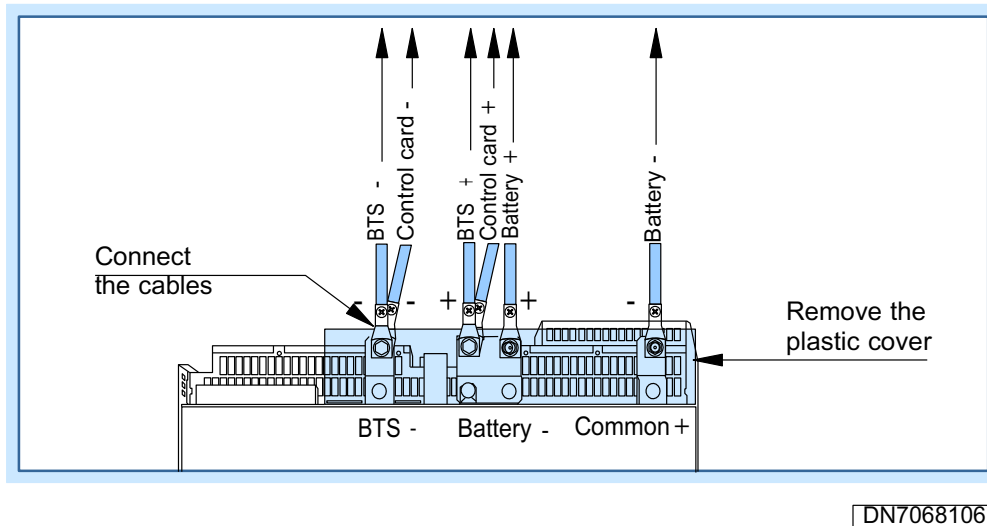 BTS -
Control card -
BTS +
Control card +
Battery +
Battery -
Connect
the cables
- - + + -
Remove the
plastic cover
BTS - Battery - Common +
DN7068106